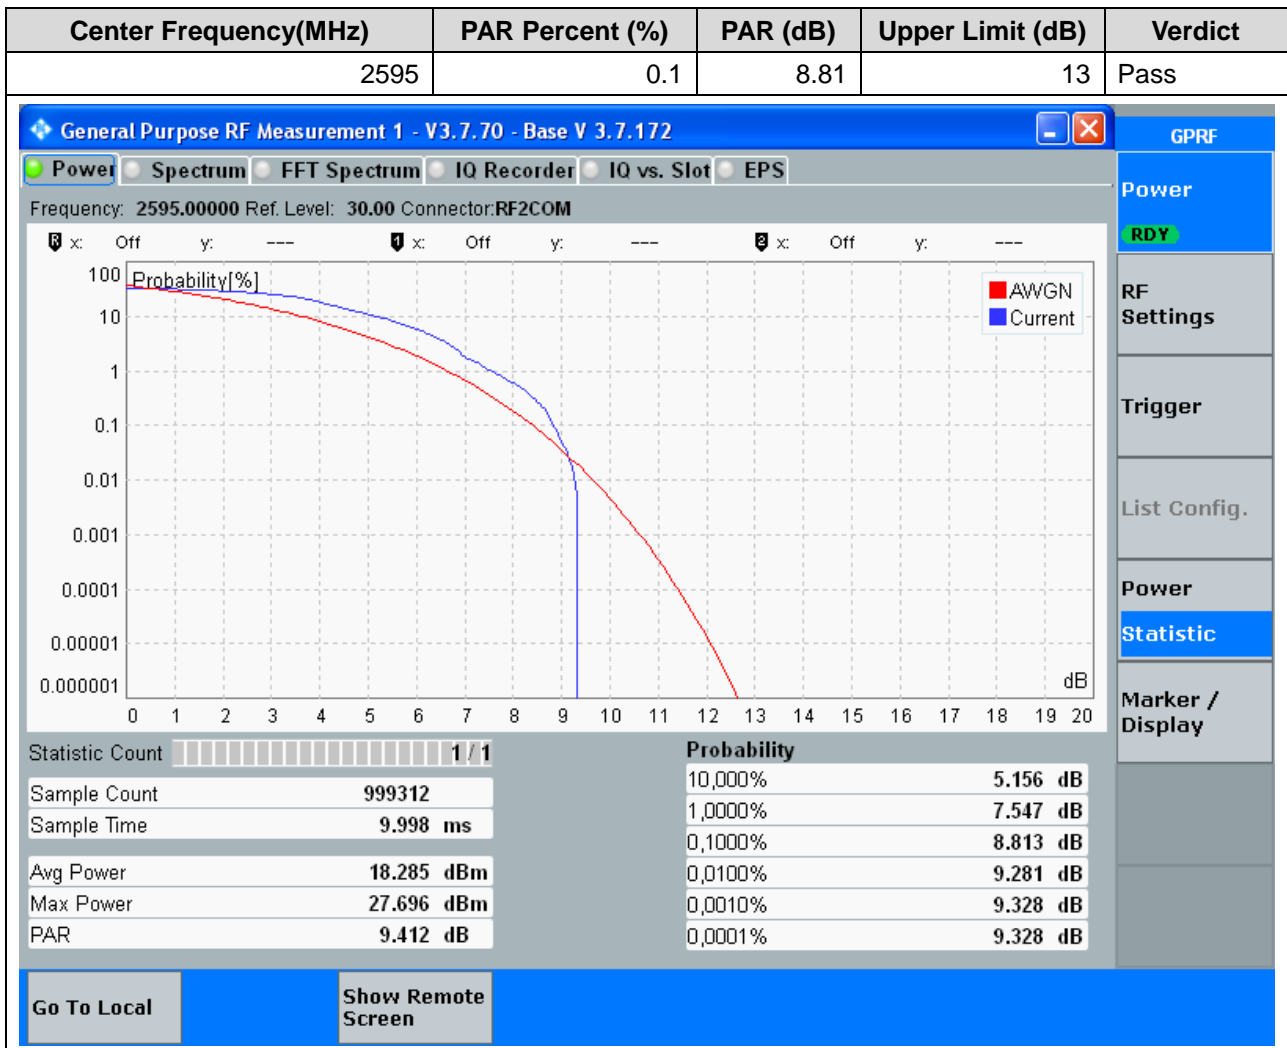 Center Frequency(MHz) PAR Percent (%) PAR (dB) Upper Limit (dB) Verdict
2595 0.1 8.81 13 Pass
General Purpose RF Measurement 1 - V3.7.70 - Base V 3.7.172
GPRF
Power Spectrum FFT Spectrum IQ Recorder IQ vs. Slot EPS
Frequency: 2595.00000 Ref. Level: 30.00 Connector:RF2COM
R x: Off y: --- 1 x: Off y: --- 2 x: Off y: ---
Probability[%]
100
10
1
0.1
0.01
0.001
0.0001
0.00001
0.000001
AWGN
Current
dB
0 1 2 3 4 5 6 7 8 9 10 11 12 13 14 15 16 17 18 19 20
Statistic Count 1 / 1
Sample Count 999312
Sample Time 9.998 ms
Avg Power 18.285 dBm
Max Power 27.696 dBm
PAR 9.412 dB
Probability
10,000% 5.156 dB
1,0000% 7.547 dB
0,1000% 8.813 dB
0,0100% 9.281 dB
0,0010% 9.328 dB
0,0001% 9.328 dB
Power
RDY
RF
Settings
Trigger
List Config.
Power
Statistic
Marker /
Display
Go To Local
Show Remote
Screen